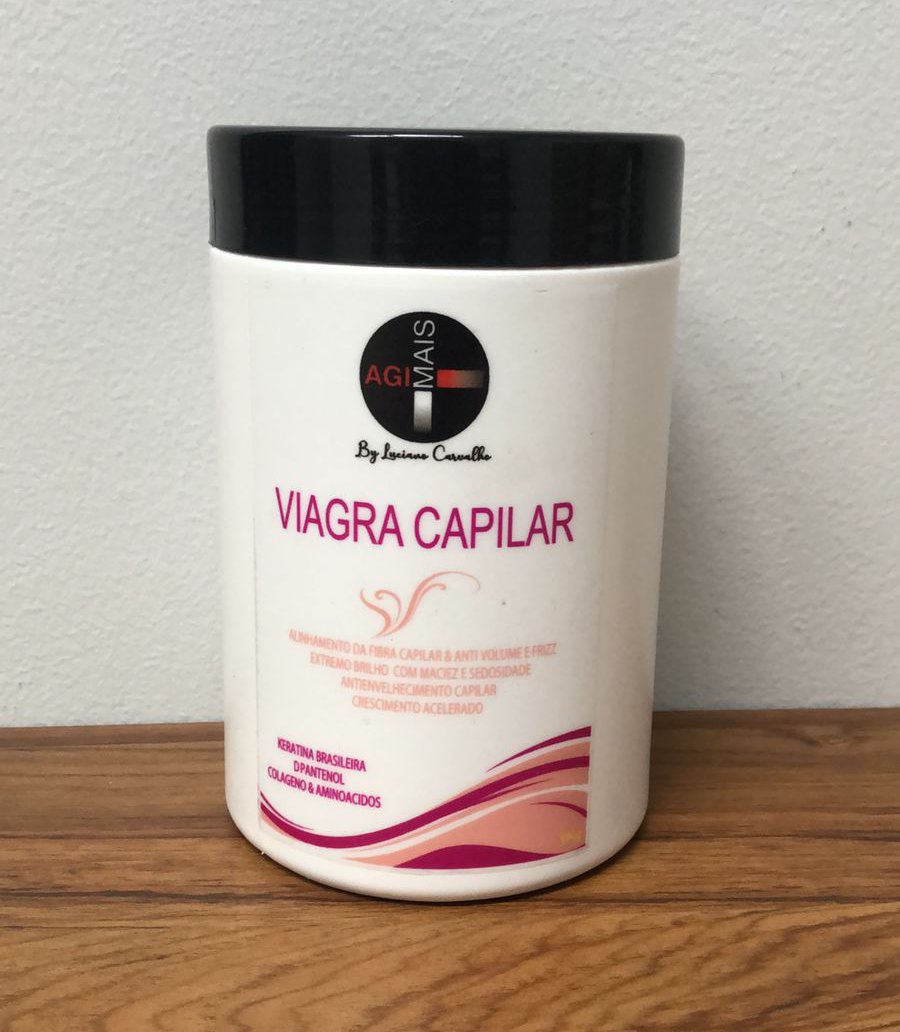 AGI MAIS
By Luciano Carvalho
VIAGRA CAPILAR
ALINHAMENTO DA FIBRA CAPILAR & ANTI VOLUME E FRIZZ
EXTREMO BRILHO COM MACIEZ E SEDOSIDADE
ANTIENVELHECIMENTO CAPILAR
CRESCIMENTO ACELERADO
KERATINA BRASILEIRA
D PANTENOL
COLAGENO & AMINOACIDOS